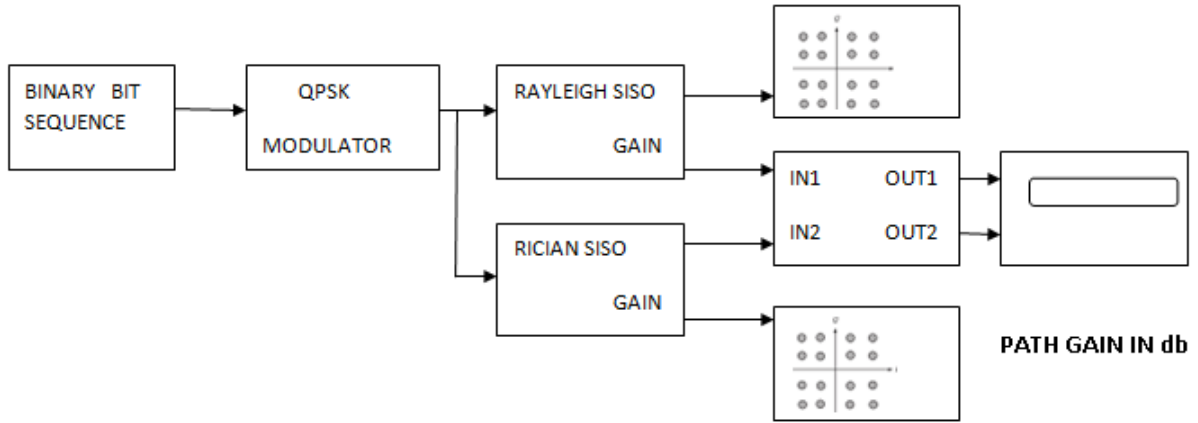 BINARY BIT
SEQUENCE
QPSK
MODULATOR
RAYLEIGH SISO
GAIN
RICIAN SISO
GAIN
IN1 OUT1
IN2 OUT2
PATH GAIN IN db